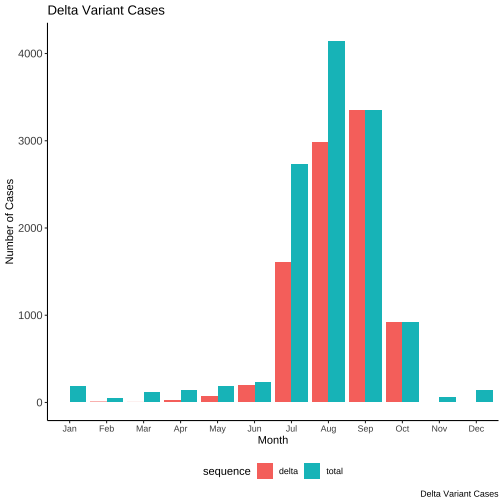 Delta Variant Cases
Number of Cases
4000
3000
2000
1000
0
Jan Feb Mar Apr May Jun Jul Aug Sep Oct Nov Dec
Month
sequence delta total
Delta Variant Cases